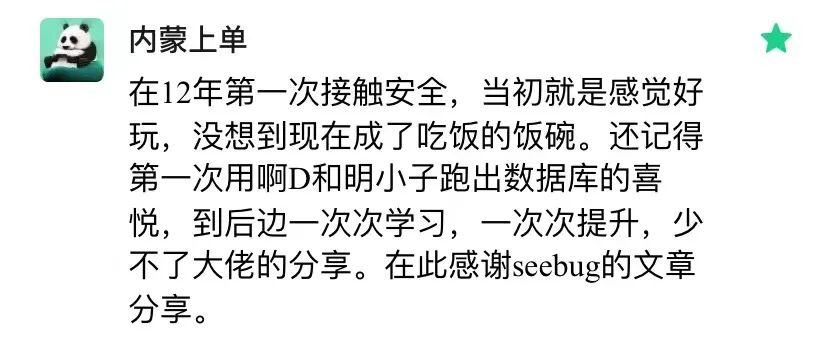 内蒙上单
在12年第一次接触安全，当初就是感觉好
玩，没想到现在成了吃饭的饭碗。还记得
第一次用啊D和明小子跑出数据库的喜
悦，到后边一次次学习，一次次提升，少
不了大佬的分享。在此感谢seebug的文章
分享。